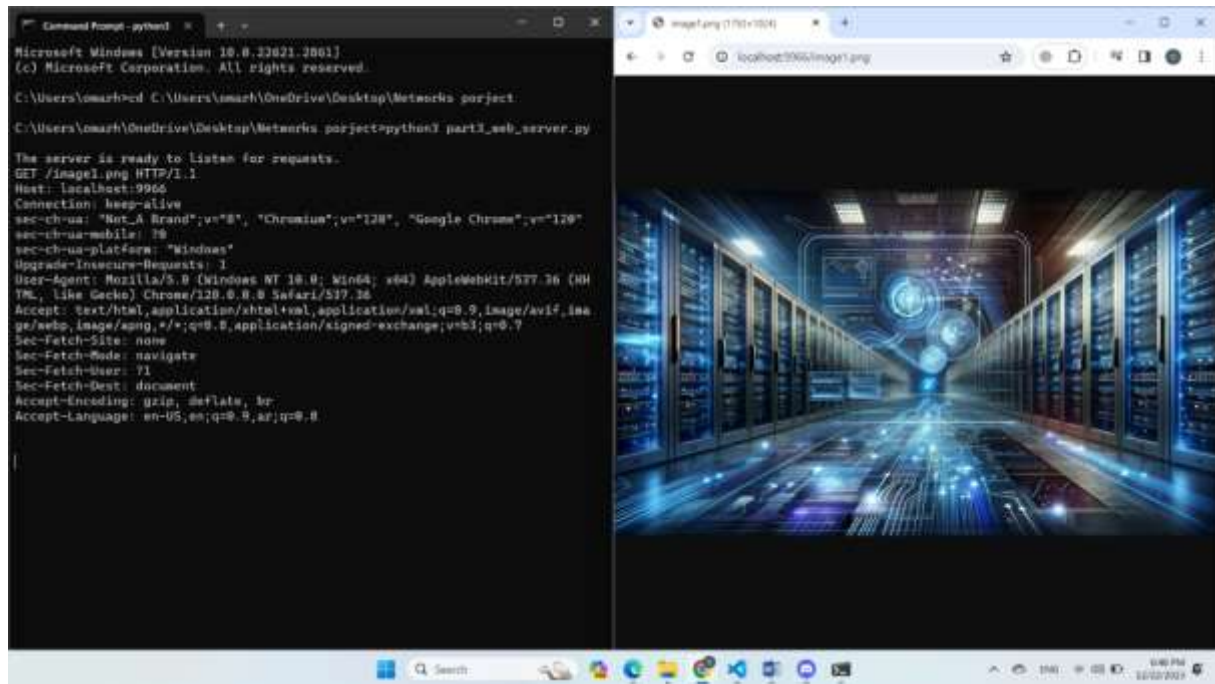 Command Prompt - python3
Microsoft Windows [Version 10.0.22621.2861]
(c) Microsoft Corporation. All rights reserved.
C:\Users\omarh>cd C:\Users\omarh\OneDrive\Desktop\Networks porject
C:\Users\omarh\OneDrive\Desktop\Networks porject>python3 part3_web_server.py
The server is ready to listen for requests.
GET /image1.png HTTP/1.1
Host: localhost:9966
Connection: keep-alive
sec-ch-ua: "Not_A Brand";v="8", "Chromium";v="120", "Google Chrome";v="120"
sec-ch-ua-mobile: ?0
sec-ch-ua-platform: "Windows"
Upgrade-Insecure-Requests: 1
User-Agent: Mozilla/5.0 (Windows NT 10.0; Win64; x64) AppleWebKit/537.36 (KH
TML, like Gecko) Chrome/120.0.0.0 Safari/537.36
Accept: text/html,application/xhtml+xml,application/xml;q=0.9,image/avif,ima
ge/webp,image/apng,*/*;q=0.8,application/signed-exchange;v=b3;q=0.7
Sec-Fetch-Site: none
Sec-Fetch-Mode: navigate
Sec-Fetch-User: ?1
Sec-Fetch-Dest: document
Accept-Encoding: gzip, deflate, br
Accept-Language: en-US,en;q=0.9,ar;q=0.8
image1.png
localhost:9966/image1.png
Search
ENG
6:40 PM